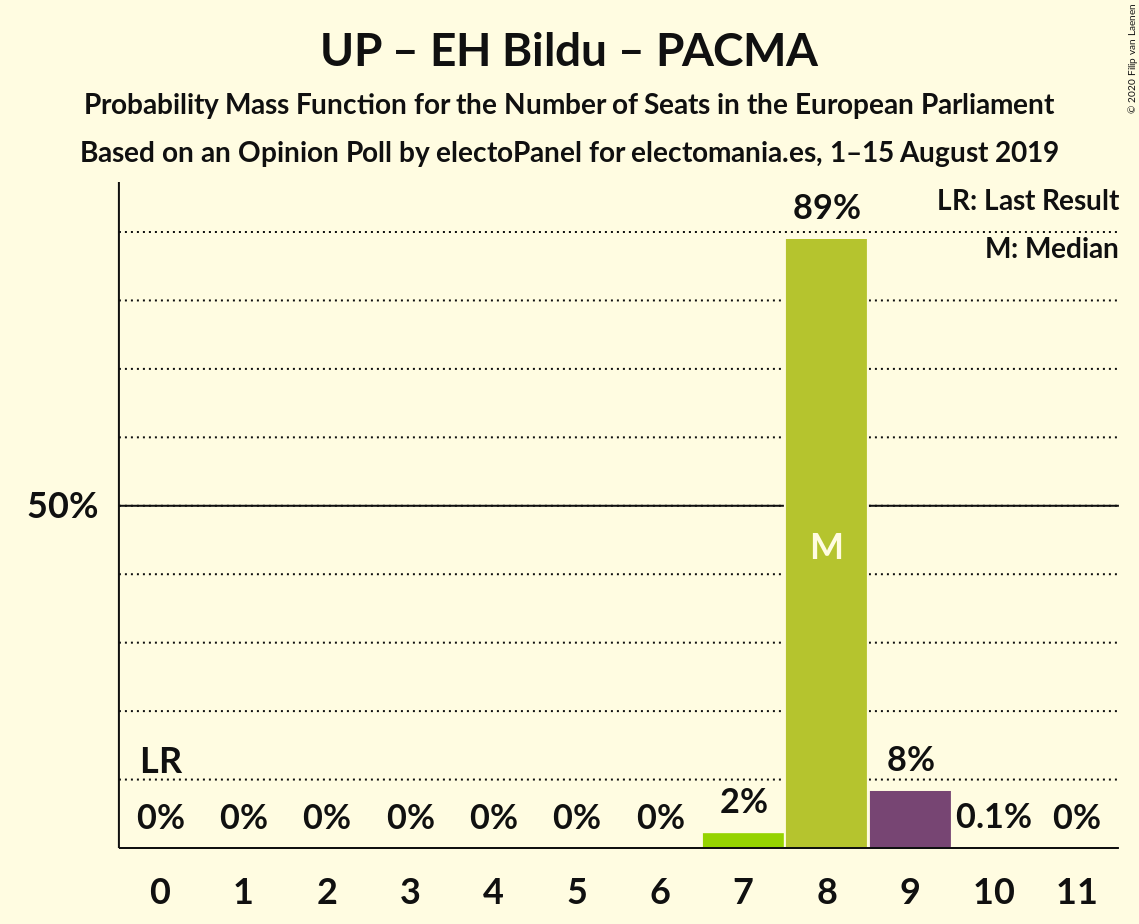 UP – EH Bildu – PACMA
Probability Mass Function for the Number of Seats in the European Parliament
Based on an Opinion Poll by electoPanel for electomania.es, 1–15 August 2019
© 2020 Filip van Laenen
LR: Last Result
M: Median
89%
50%
M
LR
0% 0% 0% 0% 0% 0% 0% 2% 8% 0.1% 0%
0 1 2 3 4 5 6 7 8 9 10 11